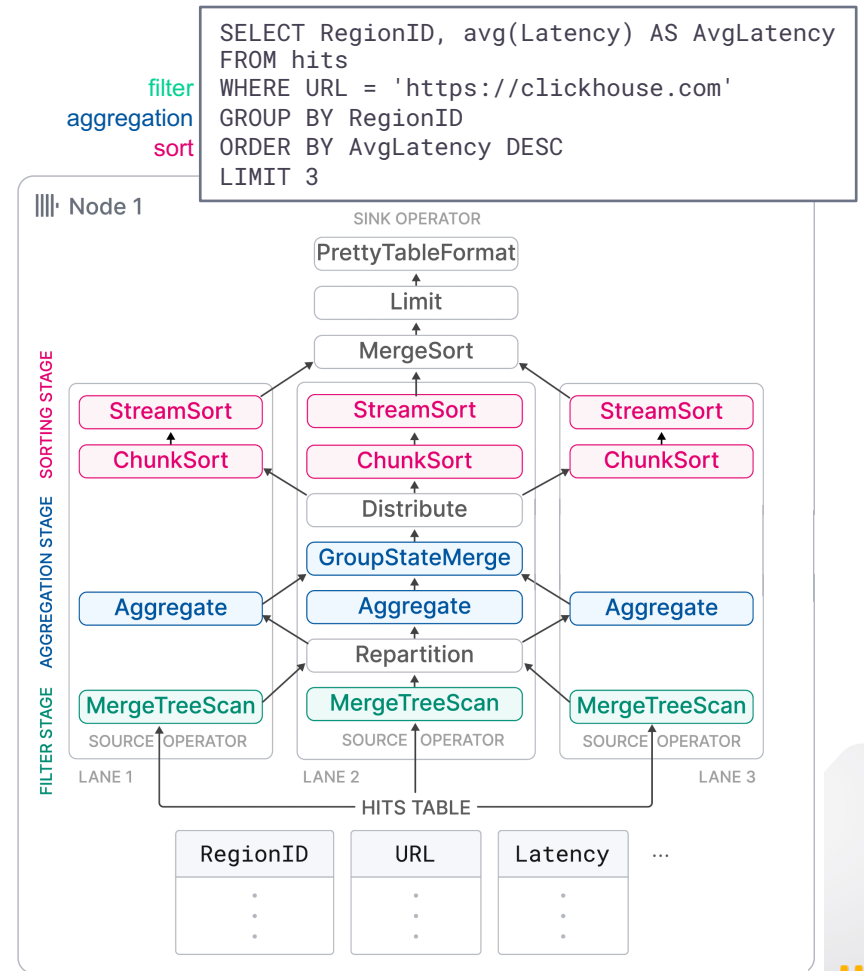 SELECT RegionID, avg(Latency) AS AvgLatency
FROM hits
filter WHERE URL = 'https://clickhouse.com'
aggregation GROUP BY RegionID
sort ORDER BY AvgLatency DESC
LIMIT 3
Node 1
SINK OPERATOR
PrettyTableFormat
Limit
MergeSort
SORTING STAGE
StreamSort StreamSort StreamSort
ChunkSort ChunkSort ChunkSort
Distribute
AGGREGATION STAGE
GroupStateMerge
Aggregate Aggregate Aggregate
Repartition
FILTER STAGE
MergeTreeScan MergeTreeScan MergeTreeScan
SOURCE OPERATOR SOURCE OPERATOR SOURCE OPERATOR
LANE 1 LANE 2 LANE 3
HITS TABLE
RegionID URL Latency ...